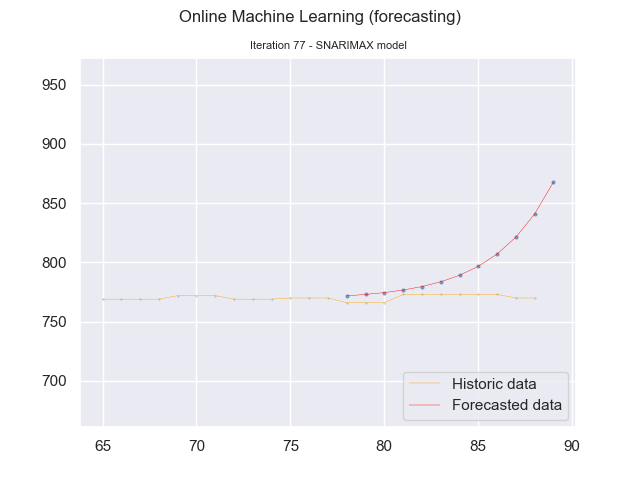 Online Machine Learning (forecasting)
Iteration 77 - SNARIMAX model
950
900
850
800
750
700
65 70 75 80 85 90
Historic data
Forecasted data